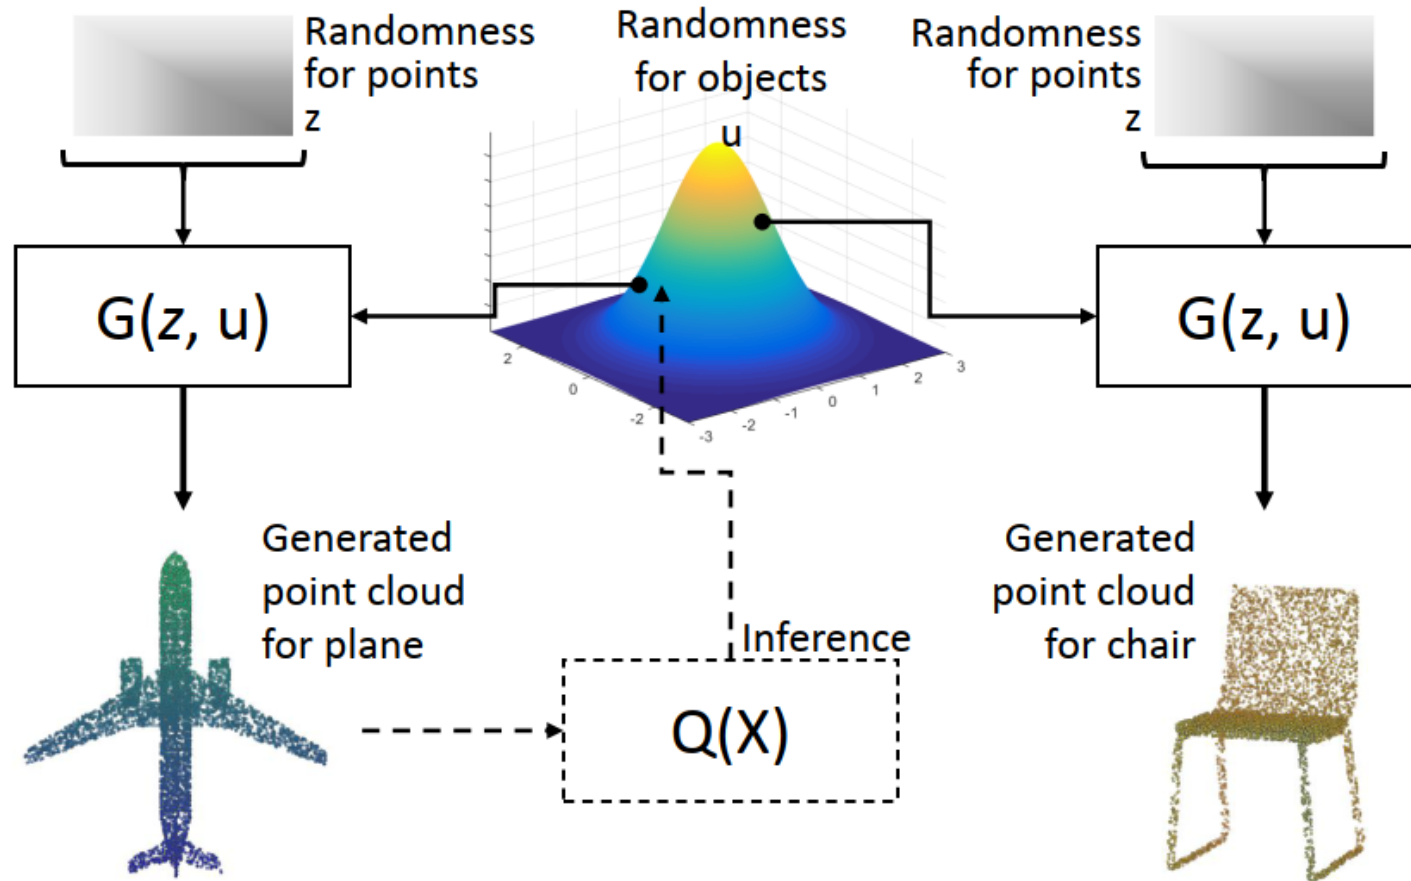 Randomness
for points
z
Randomness
for objects
u
Randomness
for points
z
G(z, u)
G(z, u)
2
0
-2
-3
-2
-1
0
1
2
3
Generated
point cloud
for plane
Inference
Q(X)
Generated
point cloud
for chair